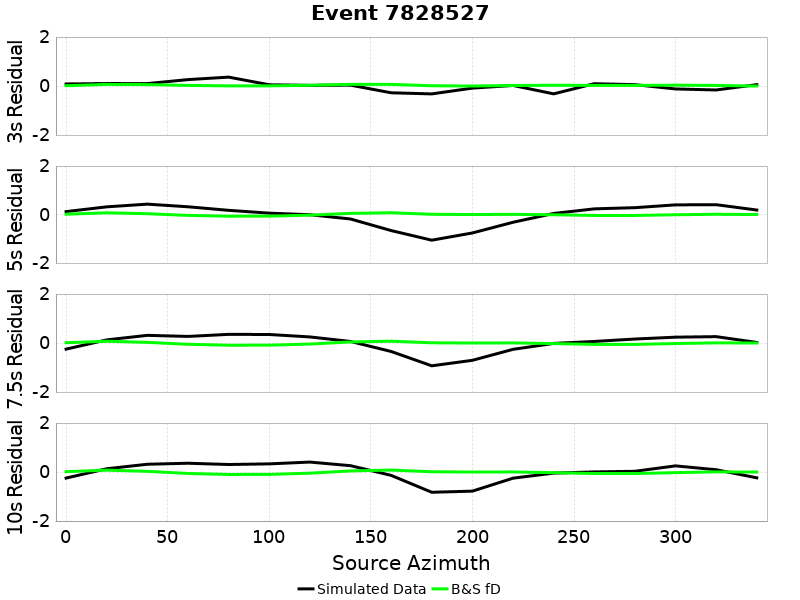 Event 7828527
3s Residual
2
0
-2
5s Residual
2
0
-2
7.5s Residual
2
0
-2
10s Residual
2
0
-2
0 50 100 150 200 250 300
Source Azimuth
Simulated Data B&S fD